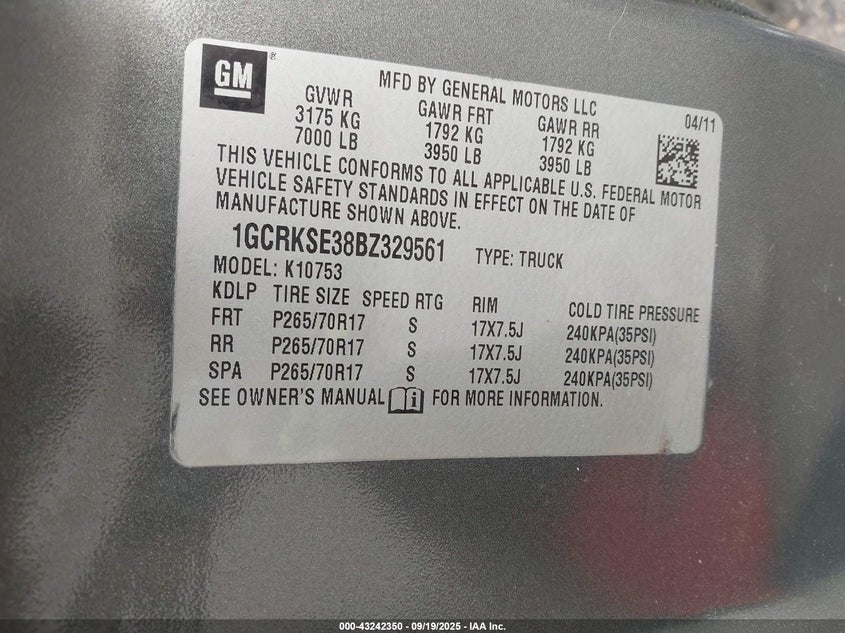 GM ®
MFD BY GENERAL MOTORS LLC
04/11
GVWR GAWR FRT GAWR RR
3175 KG 1792 KG 1792 KG
7000 LB 3950 LB 3950 LB
THIS VEHICLE CONFORMS TO ALL APPLICABLE U.S. FEDERAL MOTOR
VEHICLE SAFETY STANDARDS IN EFFECT ON THE DATE OF
MANUFACTURE SHOWN ABOVE.
1GCRKSE38BZ329561 TYPE: TRUCK
MODEL: K10753
KDLP TIRE SIZE SPEED RTG RIM COLD TIRE PRESSURE
FRT P265/70R17 S 17X7.5J 240KPA(35PSI)
RR P265/70R17 S 17X7.5J 240KPA(35PSI)
SPA P265/70R17 S 17X7.5J 240KPA(35PSI)
SEE OWNER'S MANUAL i FOR MORE INFORMATION.
000-43242350 - 09/19/2025 - IAA Inc.